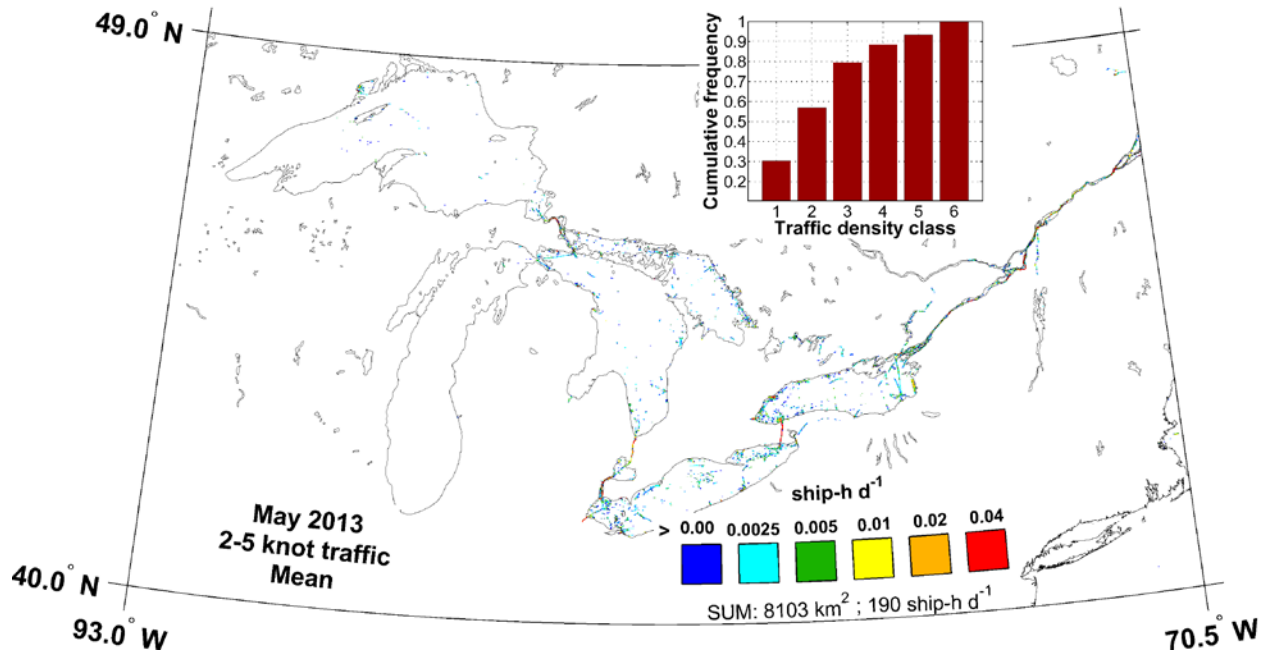 49.0° N
1
0.9
0.8
0.6
0.5
0.4
0.3
0.2
Cumulative frequency
1 2 3 4 5 6
Traffic density class
May 2013
2-5 knot traffic
Mean
ship-h d⁻¹
> 0.00 0.0025 0.005 0.01 0.02 0.04
SUM: 8103 km² ; 190 ship-h d⁻¹
40.0° N
93.0° W
70.5° W